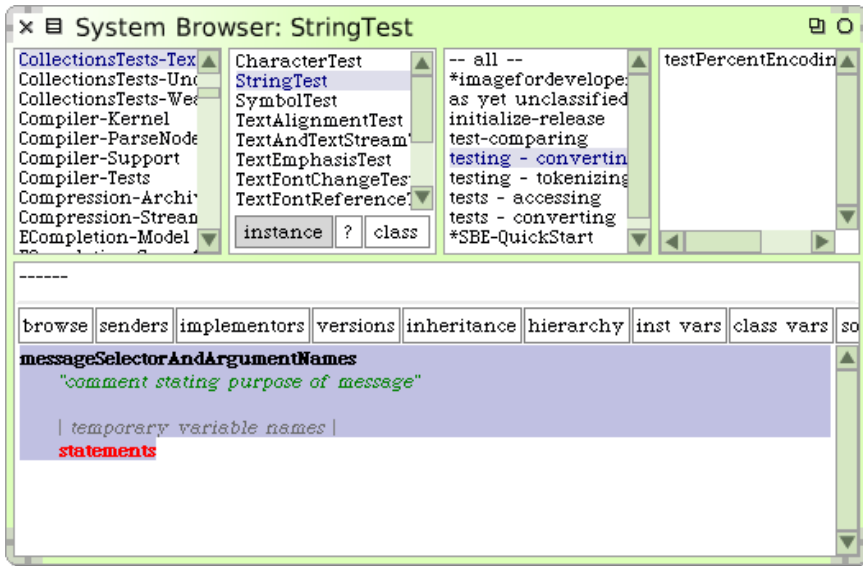 System Browser: StringTest
CollectionsTests-Tex
CollectionsTests-Unc
CollectionsTests-Wea
Compiler-Kernel
Compiler-ParseNode
Compiler-Support
Compiler-Tests
Compression-Archi
Compression-Stream
ECompletion-Model
CharacterTest
StringTest
SymbolTest
TextAlignmentTest
TextAndTextStream
TextEmphasisTest
TextFontChangeTes
TextFontReference
instance ? class
-- all --
*imagefordevelope
as yet unclassified
initialize-release
test-comparing
testing - convertin
testing - tokenizing
tests - accessing
tests - converting
*SBE-QuickStart
testPercentEncodin
------
browse senders implementors versions inheritance hierarchy inst vars class vars so
messageSelectorAndArgumentNames
"comment stating purpose of message"
| temporary variable names |
statements